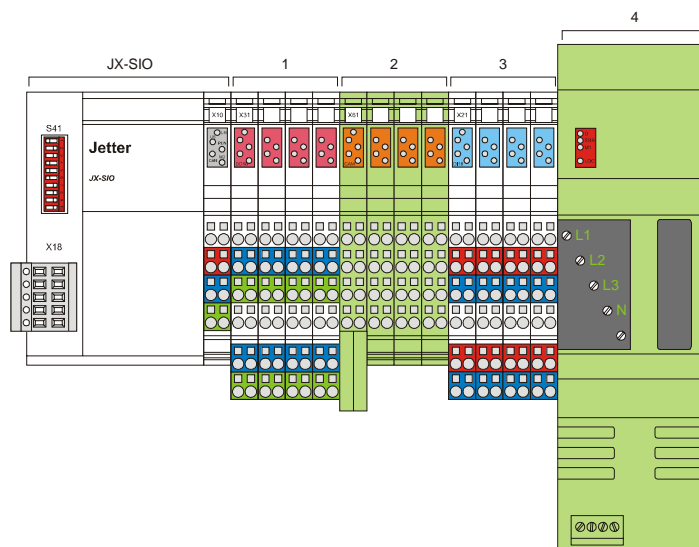 4
JX-SIO 1 2 3
S41
X10 X31 X61 X21
Jetter
JX-SIO
X18
L1
L2
L3
N